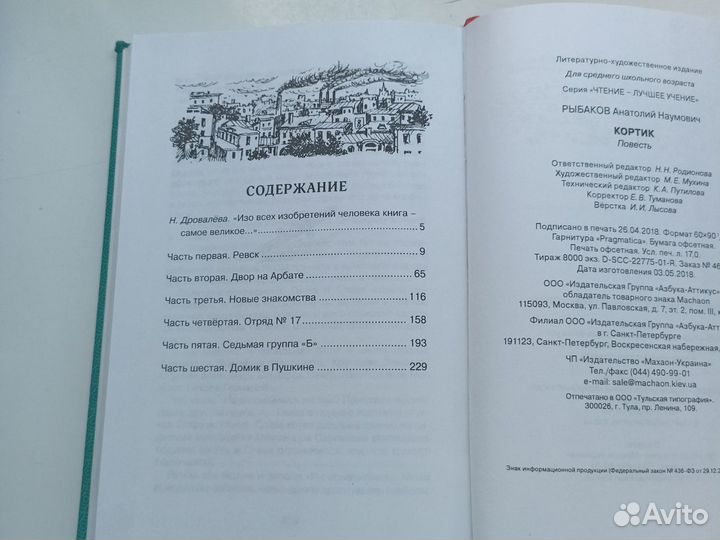 СОДЕРЖАНИЕ
Н. Дровалёва. «Изо всех изобретений человека книга –
самое великое...» 5
Часть первая. Ревск 9
Часть вторая. Двор на Арбате 65
Часть третья. Новые знакомства 116
Часть четвёртая. Отряд № 17 158
Часть пятая. Седьмая группа «Б» 193
Часть шестая. Домик в Пушкине 229
Литературно-художественное издание
Для среднего школьного возраста
Серия «ЧТЕНИЕ – ЛУЧШЕЕ УЧЕНИЕ»
РЫБАКОВ Анатолий Наумович
КОРТИК
Повесть
Ответственный редактор Н. Н. Родионова
Художественный редактор М. Е. Мухина
Технический редактор К. А. Путилова
Корректор Е. В. Туманова
Вёрстка И. И. Лысова
Подписано в печать 26.04.2018. Формат 60×90
Гарнитура «Pragmatica». Бумага офсетная.
Печать офсетная. Усл. печ. л. 17,0.
Тираж 8000 экз. D-SCC-22775-01-R. Заказ № 46
Дата изготовления 03.05.2018.
ООО «Издательская Группа «Азбука-Аттикус» –
обладатель товарного знака Machaon
115093, Москва, ул. Павловская, д. 7, эт. 2, пом. III,
Филиал ООО «Издательская Группа «Азбука-Аттикус»
в г. Санкт-Петербург
191123, Санкт-Петербург, Воскресенская набережная,
ЧП «Издательство «Махаон-Украина»
Тел./факс (044) 490-99-01
e-mail: sale@machaon.kiev.ua
Отпечатано в ООО «Тульская типография».
300026, г. Тула, пр. Ленина, 109.
Знак информационной продукции (Федеральный закон № 436-ФЗ от 29.12.2
Avito